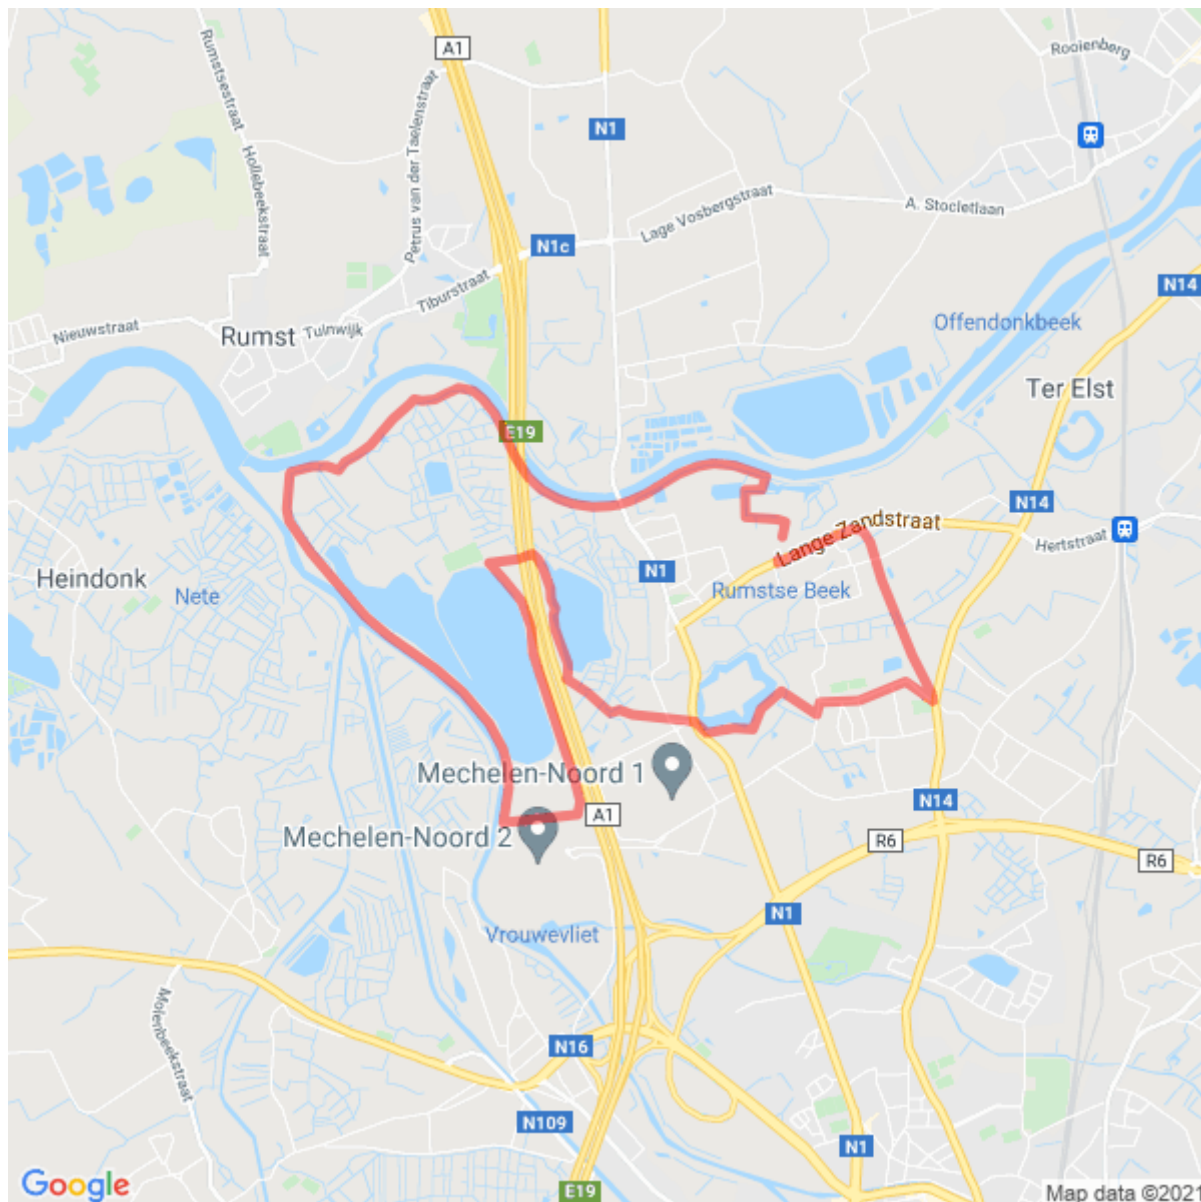 A1
Rooienberg
Rumstsestraat
Petrus van der Taelenstraat
N1
Hollebeekstraat
Lage Vosbergstraat
A. Stocletlaan
N1c
Tiburstraat
N14
Nieuwstraat
Rumst
Tuinwijk
Offendonkbeek
Ter Elst
E19
N14
Lange Zandstraat
Hertstraat
Heindonk
Nete
N1
Rumstse Beek
Mechelen-Noord 1
N14
A1
Mechelen-Noord 2
R6
R6
N1
Vrouwevliet
Molenbeekstraat
N16
N109
N1
Google
E19
Map data ©202